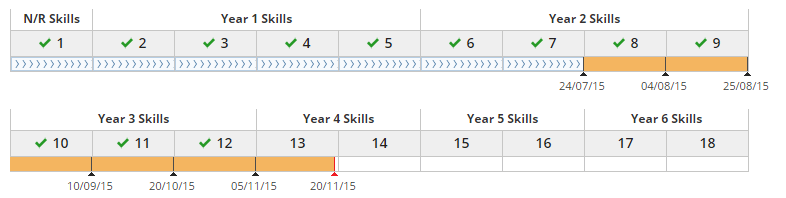 N/R Skills Year 1 Skills Year 2 Skills
1 2 3 4 5 6 7 8 9
24/07/15 04/08/15 25/08/15
Year 3 Skills Year 4 Skills Year 5 Skills Year 6 Skills
10 11 12 13 14 15 16 17 18
10/09/15 20/10/15 05/11/15 20/11/15